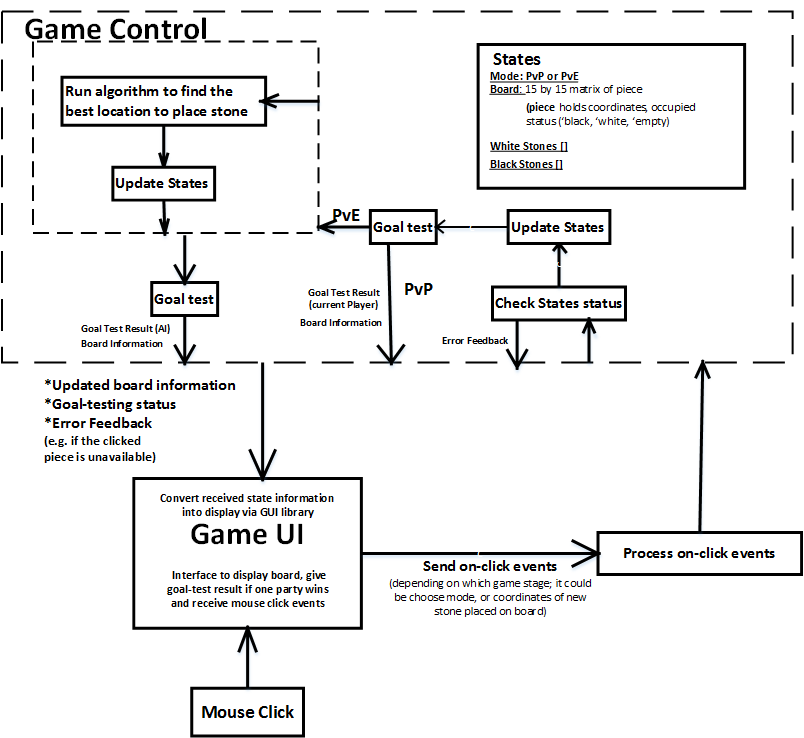 Game Control
Run algorithm to find the
best location to place stone
Update States
Goal test
Goal Test Result (AI)
Board Information
States
Mode: PvP or PvE
Board: 15 by 15 matrix of piece
(piece holds coordinates, occupied
status (‘black, ‘white, ‘empty)
White Stones []
Black Stones []
PvE
Goal test
Update States
PvP
Goal Test Result
(current Player)
Board Information
Check States status
Error Feedback
*Updated board information
*Goal-testing status
*Error Feedback
(e.g. if the clicked
piece is unavailable)
Convert received state information
into display via GUI library
Game UI
Interface to display board, give
goal-test result if one party wins
and receive mouse click events
Send on-click events
(depending on which game stage; it could
be choose mode, or coordinates of new
stone placed on board)
Process on-click events
Mouse Click